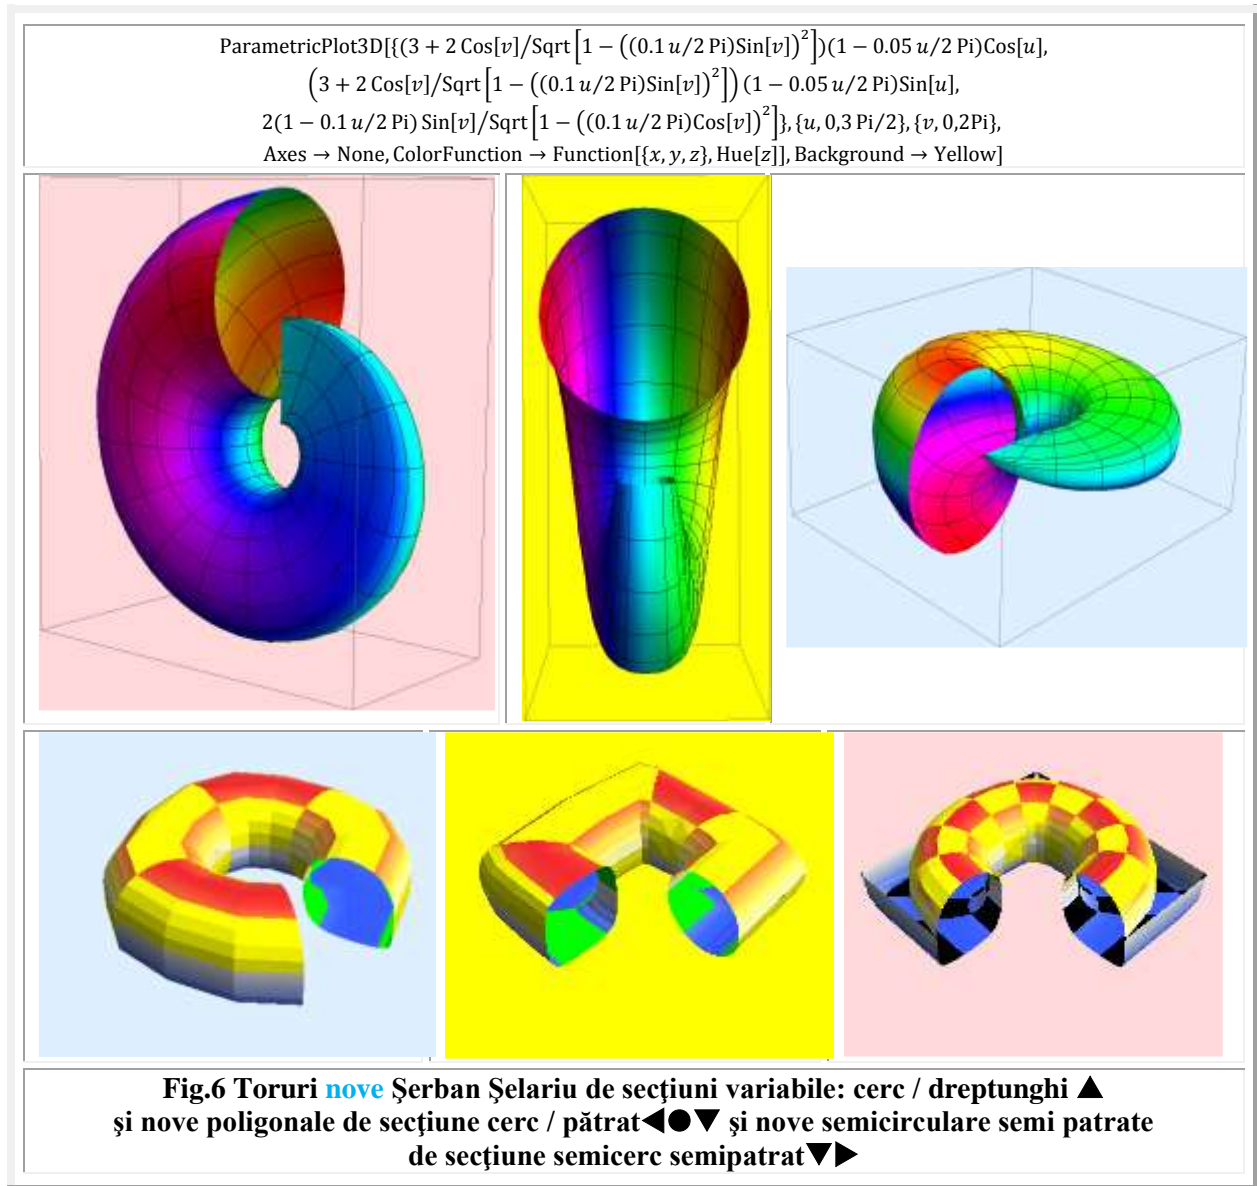 ParametricPlot3D[{(3 + 2 Cos[v]/Sqrt [1 − ((0.1 u/2 Pi)Sin[v])²])(1 − 0.05 u/2 Pi)Cos[u],
(3 + 2 Cos[v]/Sqrt [1 − ((0.1 u/2 Pi)Sin[v])²]) (1 − 0.05 u/2 Pi)Sin[u],
2(1 − 0.1 u/2 Pi) Sin[v]/Sqrt [1 − ((0.1 u/2 Pi)Cos[v])²]}, {u, 0,3 Pi/2}, {v, 0,2Pi},
Axes → None, ColorFunction → Function[{x, y, z}, Hue[z]], Background → Yellow]
Fig.6 Toruri nove Şerban Şelariu de secţiuni variabile: cerc / dreptunghi ▲
şi nove poligonale de secţiune cerc / pătrat◄●▼ şi nove semicirculare semi patrate
de secţiune semicerc semipatrat▼►